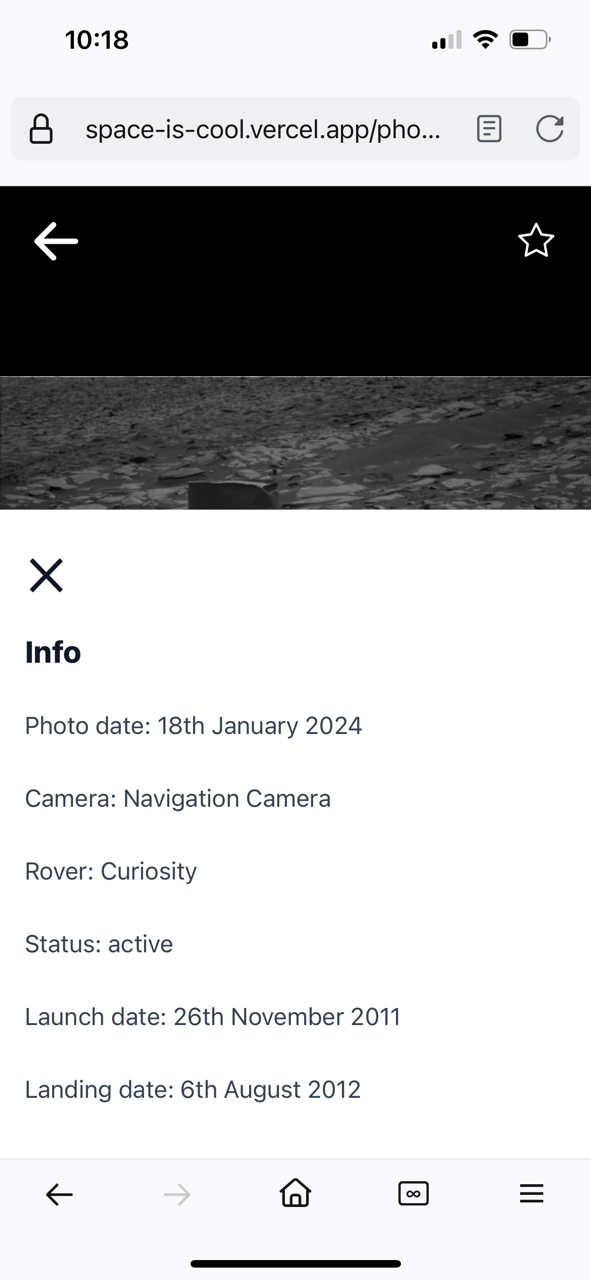 10:18
space-is-cool.vercel.app/pho...
Info
Photo date: 18th January 2024
Camera: Navigation Camera
Rover: Curiosity
Status: active
Launch date: 26th November 2011
Landing date: 6th August 2012
∞